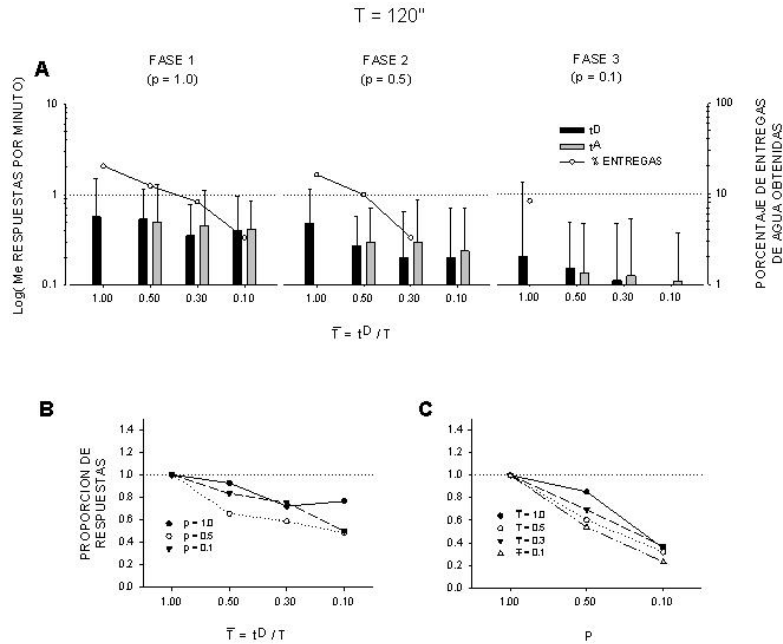 T = 120"
A
FASE 1
(p = 1.0)
FASE 2
(p = 0.5)
FASE 3
(p = 0.1)
Log( Me RESPUESTAS POR MINUTO)
10
1
0.1
tD
tA
% ENTREGAS
100
10
1
PORCENTAJE DE ENTREGAS
DE AGUA OBTENIDAS
1.00 0.50 0.30 0.10 1.00 0.50 0.30 0.10 1.00 0.50 0.30 0.10
T̅ = tD / T
B
PROPORCION DE
RESPUESTAS
1.4
1.2
1.0
0.8
0.6
0.4
0.2
0.0
p = 1.0
p = 0.5
p = 0.1
1.00 0.50 0.30 0.10
T̅ = tD / T
C
1.4
1.2
1.0
0.8
0.6
0.4
0.2
0.0
T̅ = 1.0
T̅ = 0.5
T̅ = 0.3
T̅ = 0.1
1.00 0.50 0.10
P